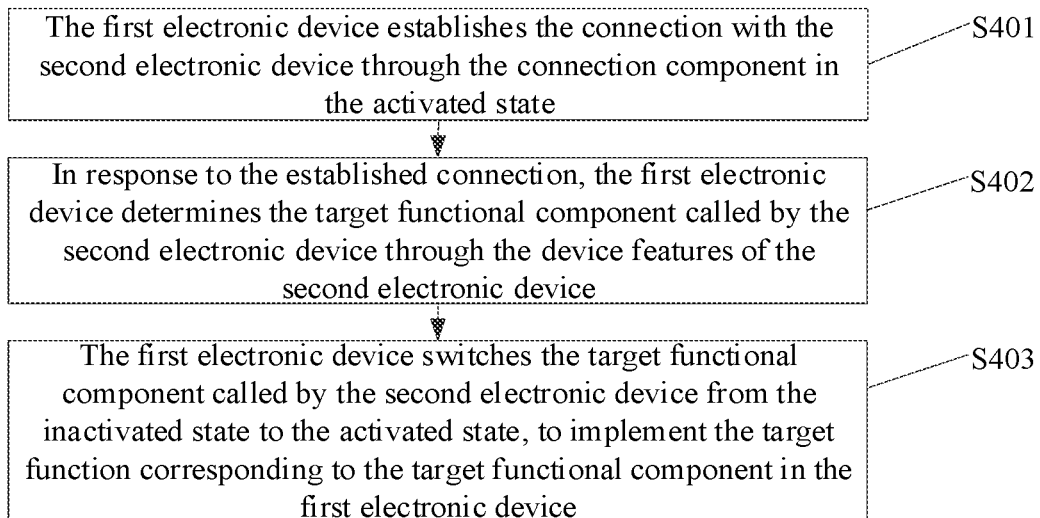 The first electronic device establishes the connection with the
second electronic device through the connection component in
the activated state
S401
In response to the established connection, the first electronic
device determines the target functional component called by the
second electronic device through the device features of the
second electronic device
S402
The first electronic device switches the target functional
component called by the second electronic device from the
inactivated state to the activated state, to implement the target
function corresponding to the target functional component in the
first electronic device
S403